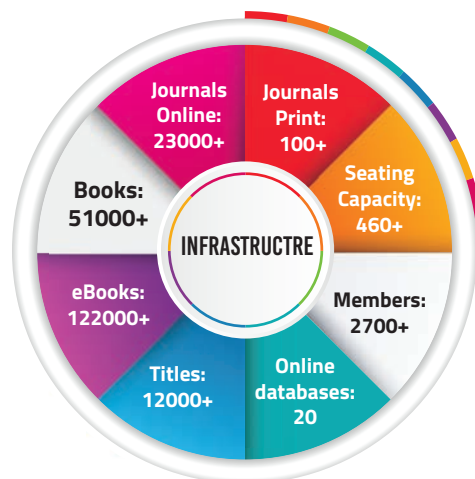 Journals
Print:
100+
Seating
Capacity:
460+
Members:
2700+
Online
databases:
20
Titles:
12000+
eBooks:
122000+
Books:
51000+
Journals
Online:
23000+
INFRASTRUCTRE